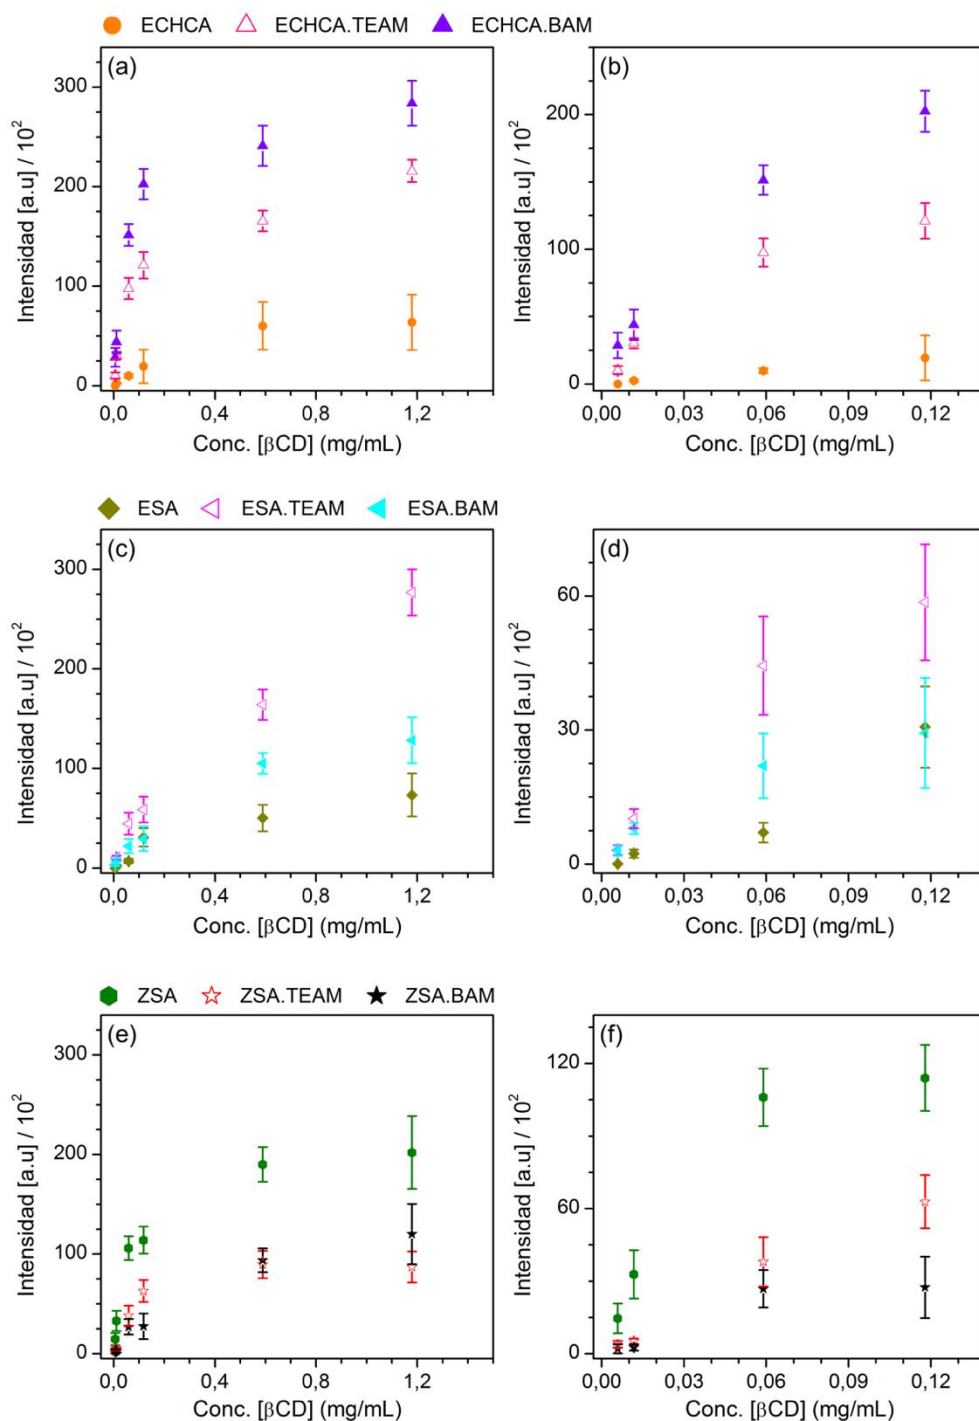 ECHCA ECHCA.TEAM ECHCA.BAM
(a)
Intensidad [a.u] / 10²
300
200
100
0
0,0 0,4 0,8 1,2
Conc. [βCD] (mg/mL)
(b)
Intensidad [a.u] / 10²
200
100
0
0,00 0,03 0,06 0,09 0,12
Conc. [βCD] (mg/mL)
ESA ESA.TEAM ESA.BAM
(c)
Intensidad [a.u] / 10²
300
200
100
0
0,0 0,4 0,8 1,2
Conc. [βCD] (mg/mL)
(d)
Intensidad [a.u] / 10²
60
30
0
0,00 0,03 0,06 0,09 0,12
Conc. [βCD] (mg/mL)
ZSA ZSA.TEAM ZSA.BAM
(e)
Intensidad [a.u] / 10²
300
200
100
0
0,0 0,4 0,8 1,2
Conc. [βCD] (mg/mL)
(f)
Intensidad [a.u] / 10²
120
60
0
0,00 0,03 0,06 0,09 0,12
Conc. [βCD] (mg/mL)